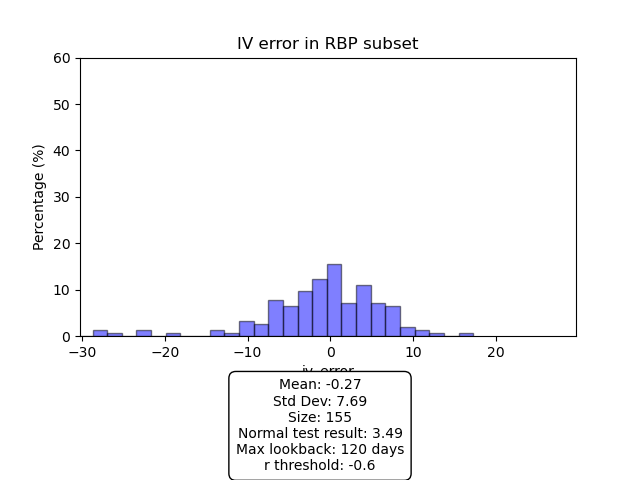 IV error in RBP subset
60
50
40
30
20
10
0
Percentage (%)
−30
−20
−10
0
10
20
iv_error
Mean: -0.27
Std Dev: 7.69
Size: 155
Normal test result: 3.49
Max lookback: 120 days
r threshold: -0.6